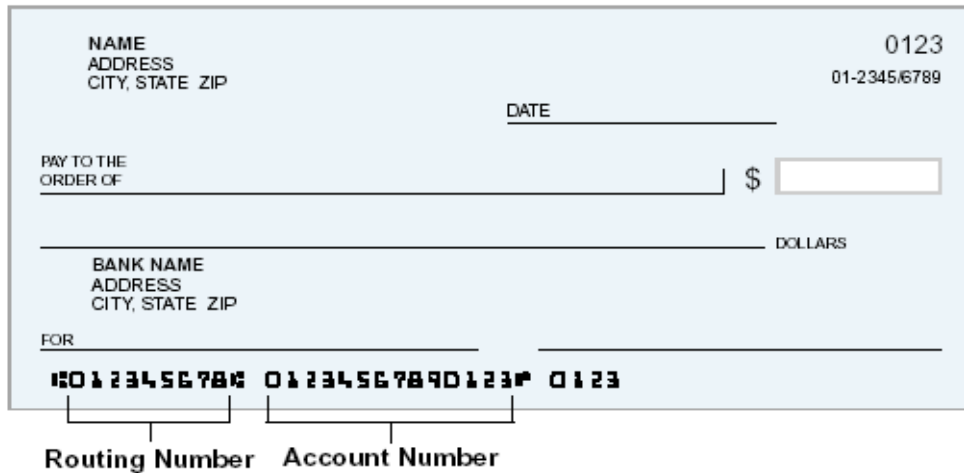 NAME
ADDRESS
CITY, STATE ZIP
0123
01-2345/6789
DATE
PAY TO THE
ORDER OF
$
DOLLARS
BANK NAME
ADDRESS
CITY, STATE ZIP
FOR
⑆012345678⑆ 01234567890123⑈ 0123
Routing Number Account Number